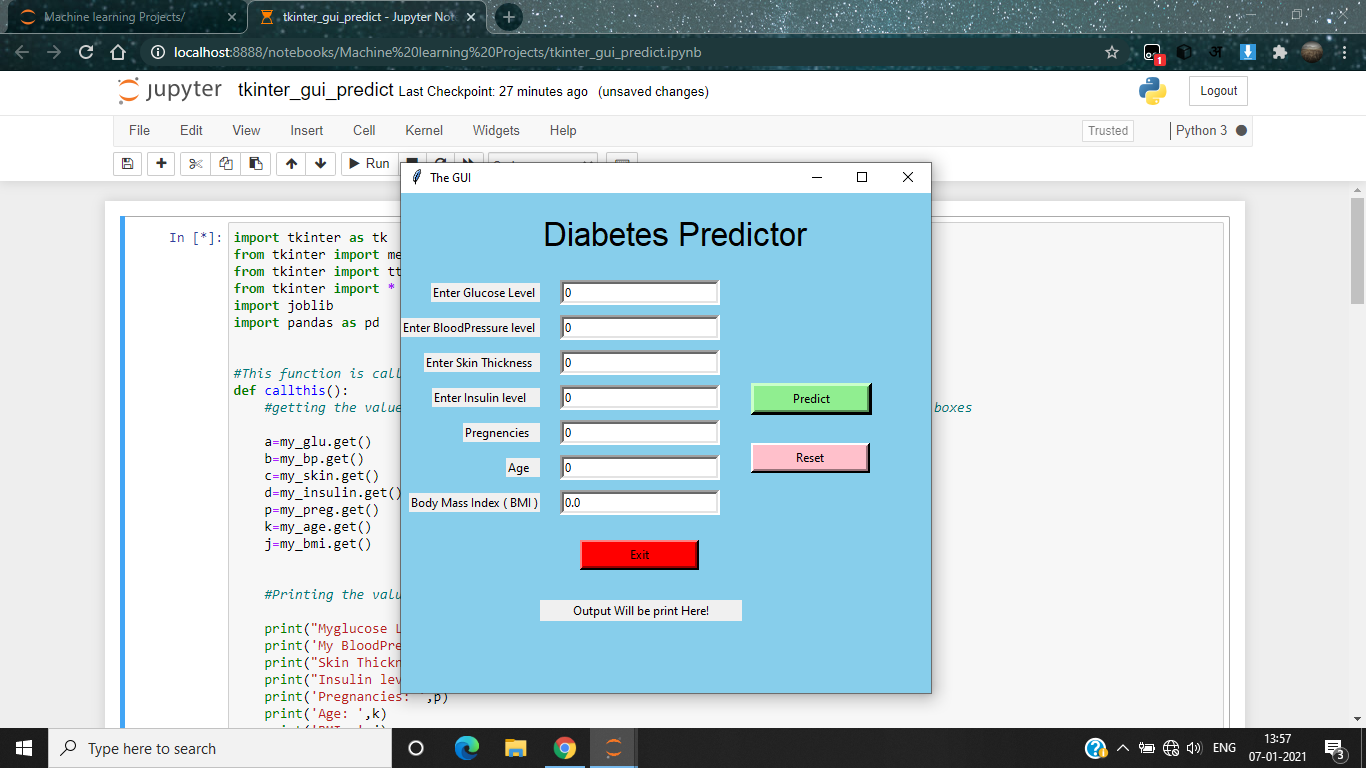 Machine learning Projects/
tkinter_gui_predict - Jupyter Not
localhost:8888/notebooks/Machine%20learning%20Projects/tkinter_gui_predict.ipynb
अ
1
jupyter tkinter_gui_predict Last Checkpoint: 27 minutes ago (unsaved changes)
Logout
File Edit View Insert Cell Kernel Widgets Help
Trusted
Python 3
Run
The GUI
Diabetes Predictor
Enter Glucose Level 0
Enter BloodPressure level 0
Enter Skin Thickness 0
Enter Insulin level 0
Pregnencies 0
Age 0
Body Mass Index ( BMI ) 0.0
Predict
Reset
Exit
Output Will be print Here!
In [*]:
import tkinter as tk
from tkinter import me
from tkinter import tt
from tkinter import *
import joblib
import pandas as pd
#This function is call
def callthis():
#getting the value boxes
a=my_glu.get()
b=my_bp.get()
c=my_skin.get()
d=my_insulin.get()
p=my_preg.get()
k=my_age.get()
j=my_bmi.get()
#Printing the valu
print("Myglucose L
print('My BloodPre
print("Skin Thickn
print("Insulin lev
print('Pregnancies: ',p)
print('Age: ',k)
Type here to search
ENG
13:57
07-01-2021
3